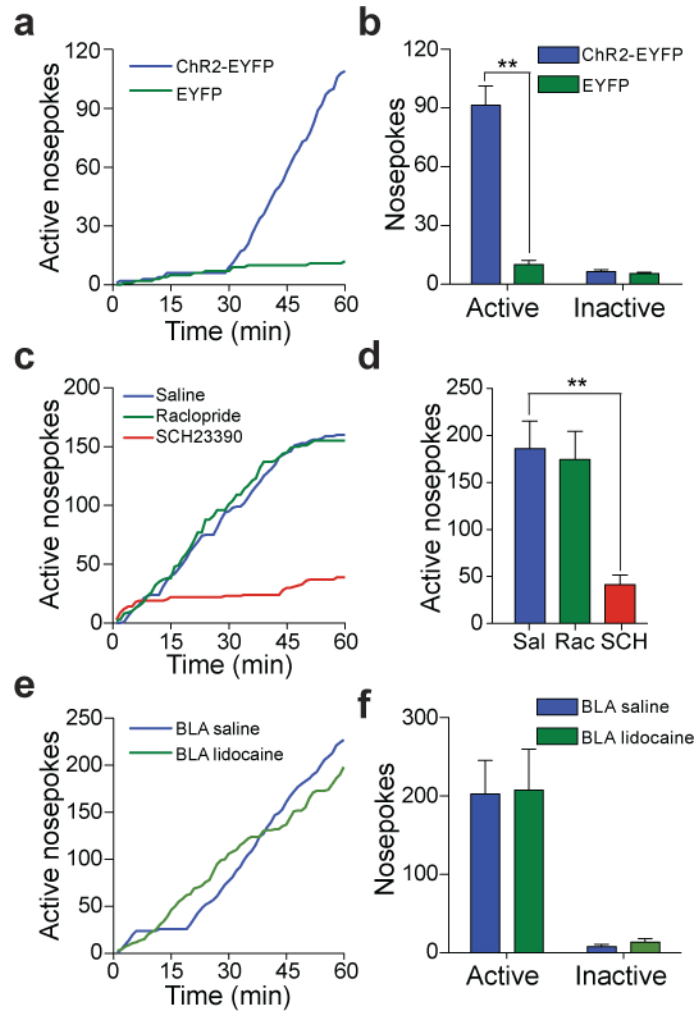 a
120
90
60
30
0
Active nosepokes
ChR2-EYFP
EYFP
0 15 30 45 60
Time (min)
b
120
90
60
30
0
Nosepokes
**
ChR2-EYFP
EYFP
Active Inactive
c
200
150
100
50
0
Active nosepokes
Saline
Raclopride
SCH23390
0 15 30 45 60
Time (min)
d
250
200
150
100
50
0
Active nosepokes
**
Sal Rac SCH
e
250
200
150
100
50
0
Active nosepokes
BLA saline
BLA lidocaine
0 15 30 45 60
Time (min)
f
300
200
100
0
Nosepokes
BLA saline
BLA lidocaine
Active Inactive